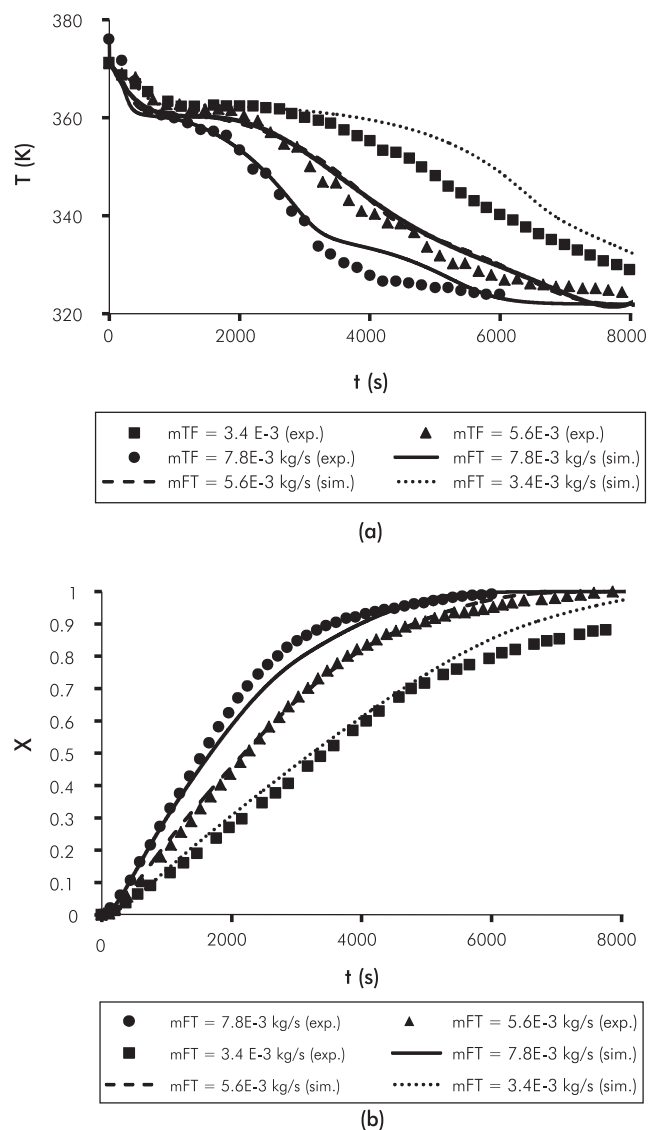 380
360
340
320
T (K)
0 2000 4000 6000 8000
t (s)
mTF = 3.4 E-3 (exp.) mTF = 5.6E-3 (exp.)
mTF = 7.8E-3 kg/s (exp.) mFT = 7.8E-3 kg/s (sim.)
mFT = 5.6E-3 kg/s (sim.) mFT = 3.4E-3 kg/s (sim.)
(a)
1
0.9
0.8
0.7
0.6
0.5
0.4
0.3
0.2
0.1
0
X
0 2000 4000 6000 8000
t (s)
mFT = 7.8E-3 kg/s (exp.) mFT = 5.6E-3 kg/s (exp.)
mFT = 3.4 E-3 kg/s (exp.) mFT = 7.8E-3 kg/s (sim.)
mFT = 5.6E-3 kg/s (sim.) mFT = 3.4E-3 kg/s (sim.)
(b)